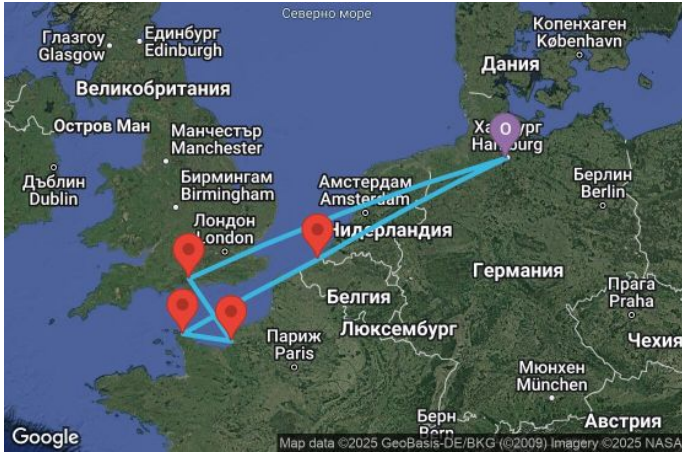 Северно море
Глазгоу
Glasgow
Единбург
Edinburgh
Копенхаген
København
Дания
Великобритания
Остров Ман
Манчестър
Manchester
Дъблин
Dublin
Бирмингам
Birmingham
Амстердам
Amsterdam
Берлин
Berlin
Лондон
London
O
Нидерландия
Германия
Белгия
Прага
Praha
Париж
Paris
Люксембург
Чехия
Мюнхен
München
Берн
Bern
Австрия
Google
Map data ©2025 GeoBasis-DE/BKG (©2009) Imagery ©2025 NASA